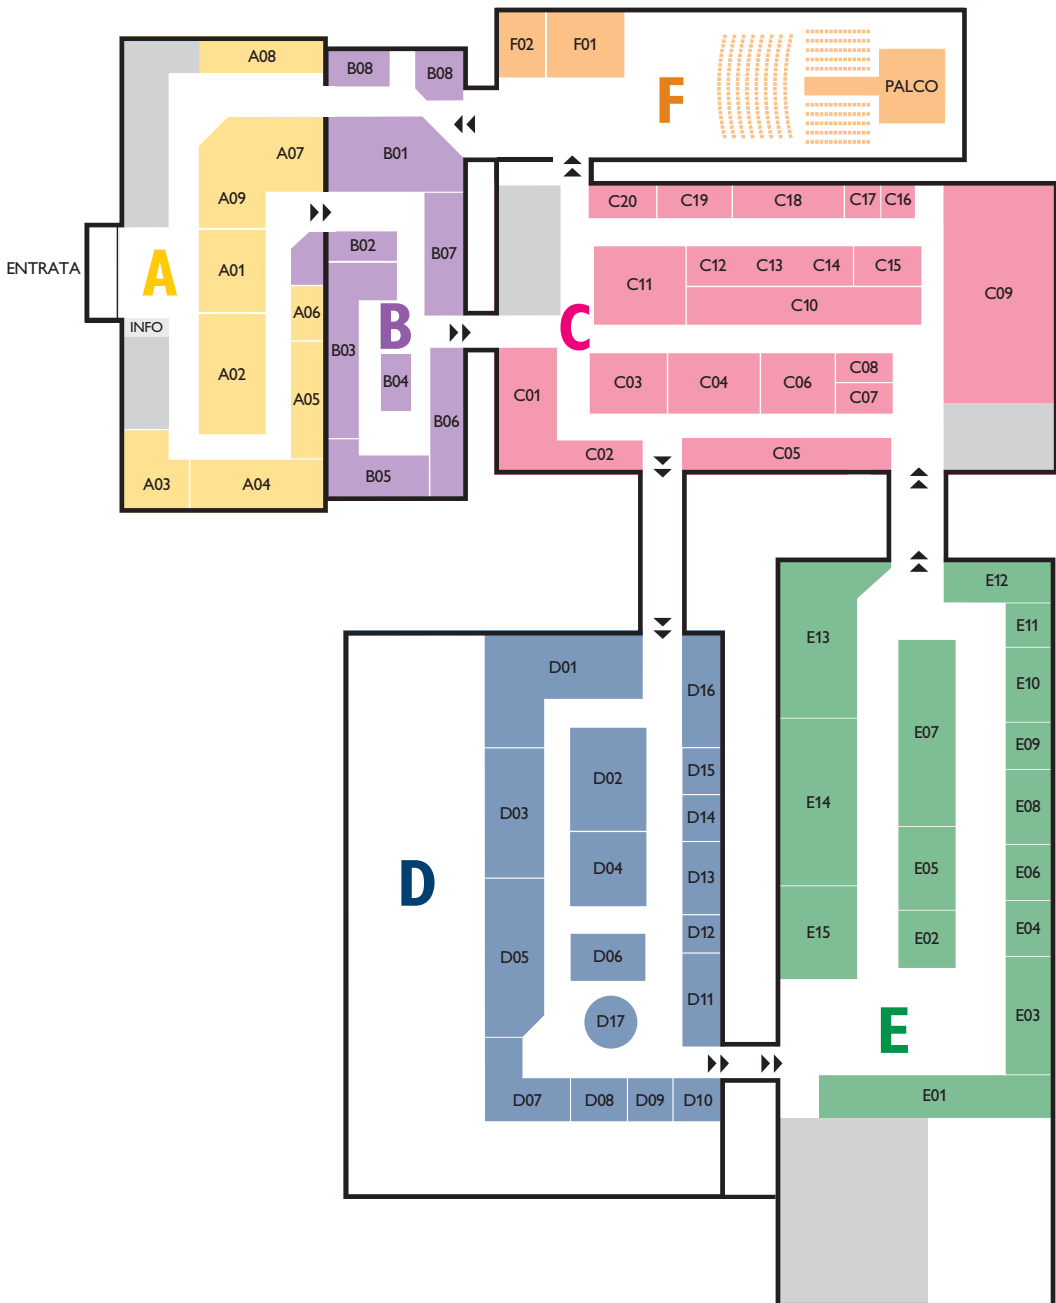 F02
F01
A08
B08
B08
F
PALCO
A07
B01
A09
C20
C19
C18
C17
C16
ENTRATA
A
A01
B02
B07
C11
C12
C13
C14
C15
C09
INFO
A06
B
C
C10
A02
B03
B04
A05
C01
C03
C04
C06
C08
C07
B06
A03
A04
B05
C02
C05
E12
E13
E11
D01
D16
E10
E07
E09
D02
D15
D03
D14
E14
E08
D
D04
D13
E05
E06
D05
D06
D12
E15
E02
E04
D11
D17
E
E03
D07
D08
D09
D10
E01